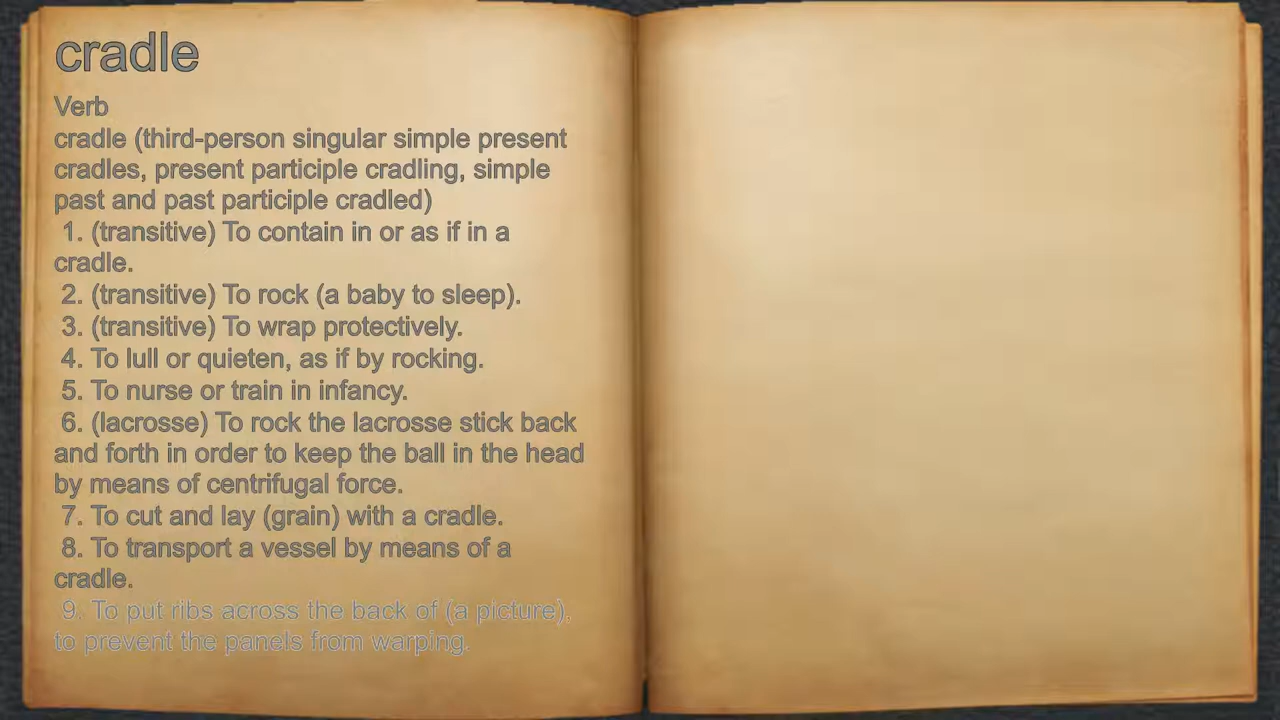 cradle
Verb
cradle (third-person singular simple present
cradles, present participle cradling, simple
past and past participle cradled)
1. (transitive) To contain in or as if in a
cradle.
2. (transitive) To rock (a baby to sleep).
3. (transitive) To wrap protectively.
4. To lull or quieten, as if by rocking.
5. To nurse or train in infancy.
6. (lacrosse) To rock the lacrosse stick back
and forth in order to keep the ball in the head
by means of centrifugal force.
7. To cut and lay (grain) with a cradle.
8. To transport a vessel by means of a
cradle.
9. To put ribs across the back of (a picture),
to prevent the panels from warping.